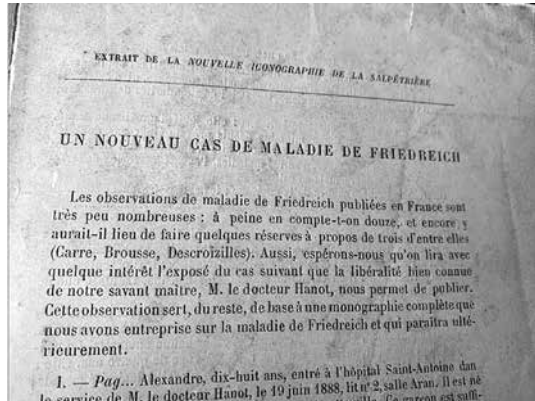 EXTRAIT DE LA NOUVELLE ICONOGRAPHIE DE LA SALPÊTRIÈRE
UN NOUVEAU CAS DE MALADIE DE FRIEDREICH
Les observations de maladie de Friedreich publiées en France sont
très peu nombreuses : à peine en compte-t-on douze, et encore y
aurait-il lieu de faire quelques réserves à propos de trois d'entre elles
(Carre, Brousse, Descroizilles). Aussi, espérons-nous qu'on lira avec
quelque intérêt l'exposé du cas suivant que la libéralité bien connue
de notre savant maître, M. le docteur Hanot, nous permet de publier.
Cette observation sert, du reste, de base à une monographie complète que
nous avons entreprise sur la maladie de Friedreich et qui paraîtra ulté-
rieurement.
I. — Pag... Alexandre, dix-huit ans, entré à l'hôpital Saint-Antoine dan
le service de M. le docteur Hanot, le 19 juin 1888, lit n° 2, salle Aran. Il est né
Ce garçon est suffi-